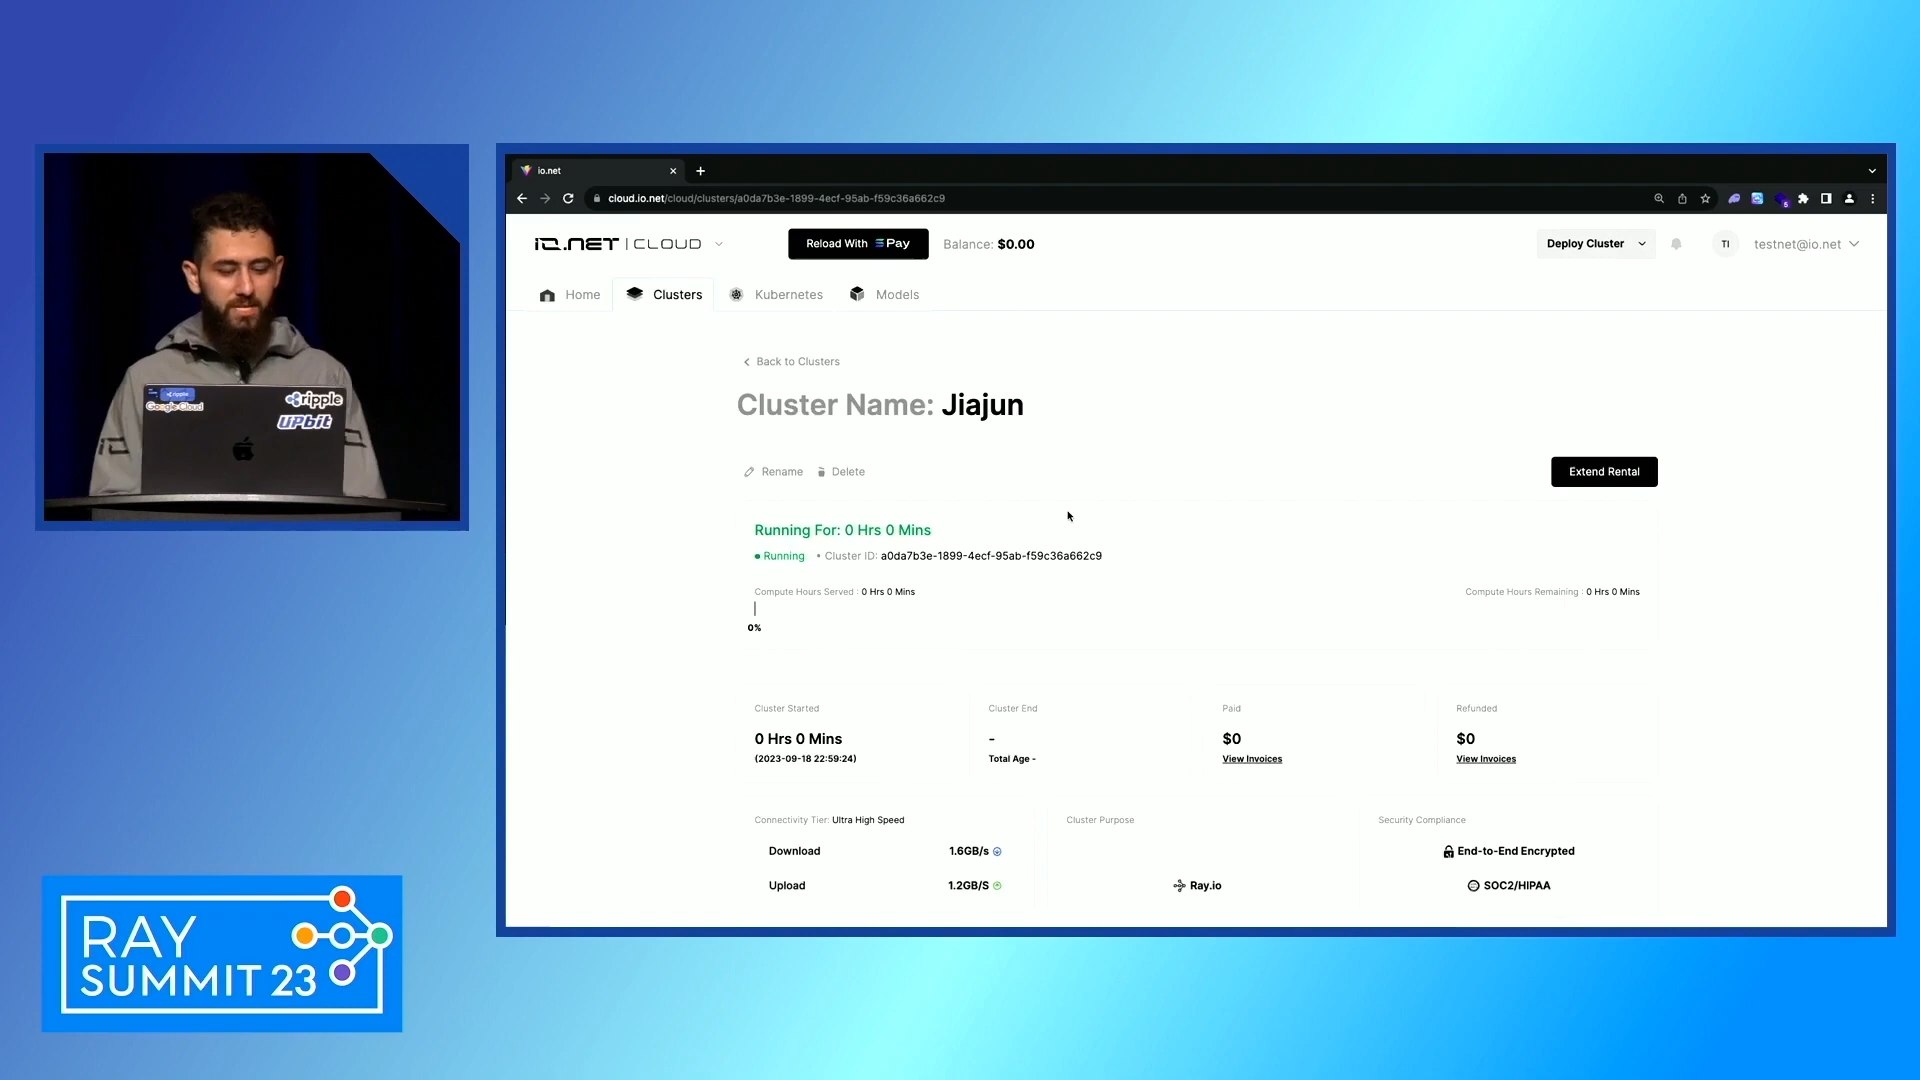 io.net
cloud.io.net/cloud/clusters/a0da7b3e-1899-4ecf-95ab-f59c36a662c9
5
IO.NET | CLOUD
Reload With Pay
Balance: $0.00
Deploy Cluster
TI
testnet@io.net
Home
Clusters
Kubernetes
Models
Back to Clusters
Cluster Name: Jiajun
Rename
Delete
Extend Rental
Running For: 0 Hrs 0 Mins
• Running • Cluster ID: a0da7b3e-1899-4ecf-95ab-f59c36a662c9
Compute Hours Served : 0 Hrs 0 Mins
Compute Hours Remaining : 0 Hrs 0 Mins
0%
Cluster Started
0 Hrs 0 Mins
(2023-09-18 22:59:24)
Cluster End
-
Total Age -
Paid
$0
View Invoices
Refunded
$0
View Invoices
Connectivity Tier: Ultra High Speed
Download 1.6GB/s
Upload 1.2GB/S
Cluster Purpose
Ray.io
Security Compliance
End-to-End Encrypted
SOC2/HIPAA
ripple
Google Cloud
ripple
UPbit
RAY
SUMMIT 23